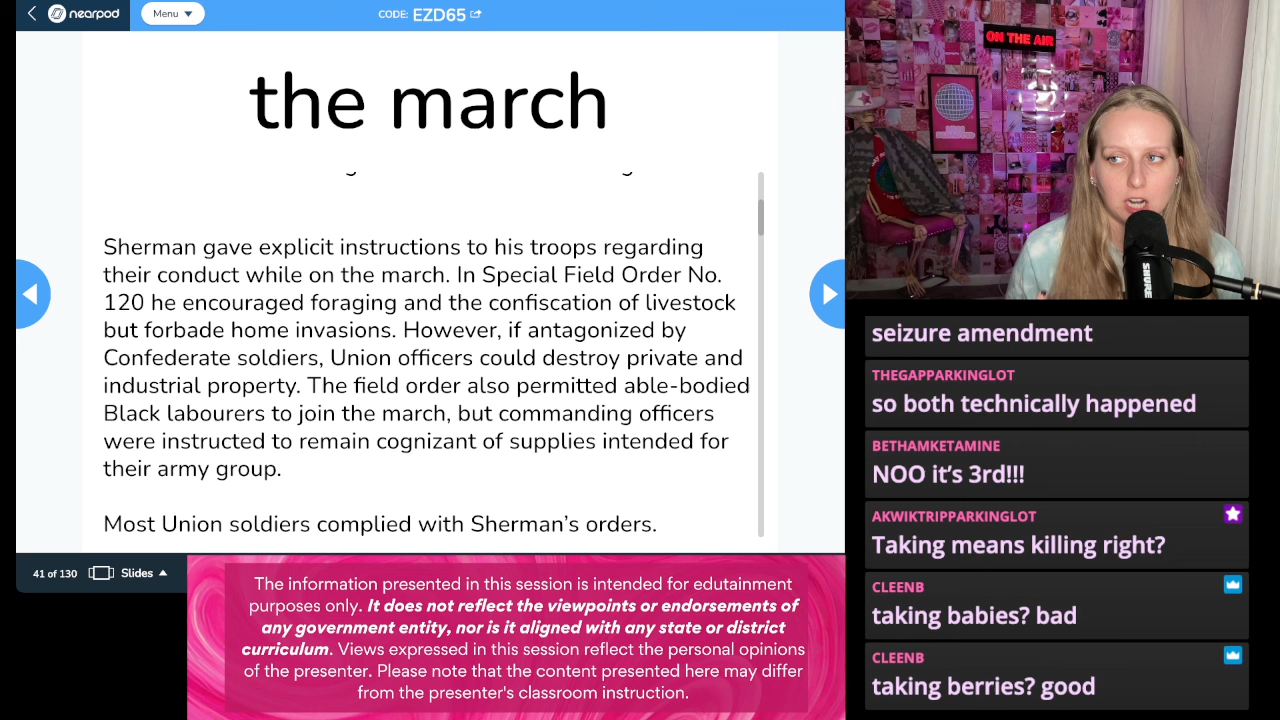 nearpod
Menu
CODE: EZD65
the march
Sherman gave explicit instructions to his troops regarding
their conduct while on the march. In Special Field Order No.
120 he encouraged foraging and the confiscation of livestock
but forbade home invasions. However, if antagonized by
Confederate soldiers, Union officers could destroy private and
industrial property. The field order also permitted able-bodied
Black labourers to join the march, but commanding officers
were instructed to remain cognizant of supplies intended for
their army group.
Most Union soldiers complied with Sherman’s orders.
41 of 130
Slides
The information presented in this session is intended for edutainment
purposes only. It does not reflect the viewpoints or endorsements of
any government entity, nor is it aligned with any state or district
curriculum. Views expressed in this session reflect the personal opinions
of the presenter. Please note that the content presented here may differ
from the presenter's classroom instruction.
ON THE AIR
SHURE
seizure amendment
THEGAPPARKINGLOT
so both technically happened
BETHAMKETAMINE
NOO it’s 3rd!!!
AKWIKTRIPPARKINGLOT
Taking means killing right?
CLEENB
taking babies? bad
CLEENB
taking berries? good